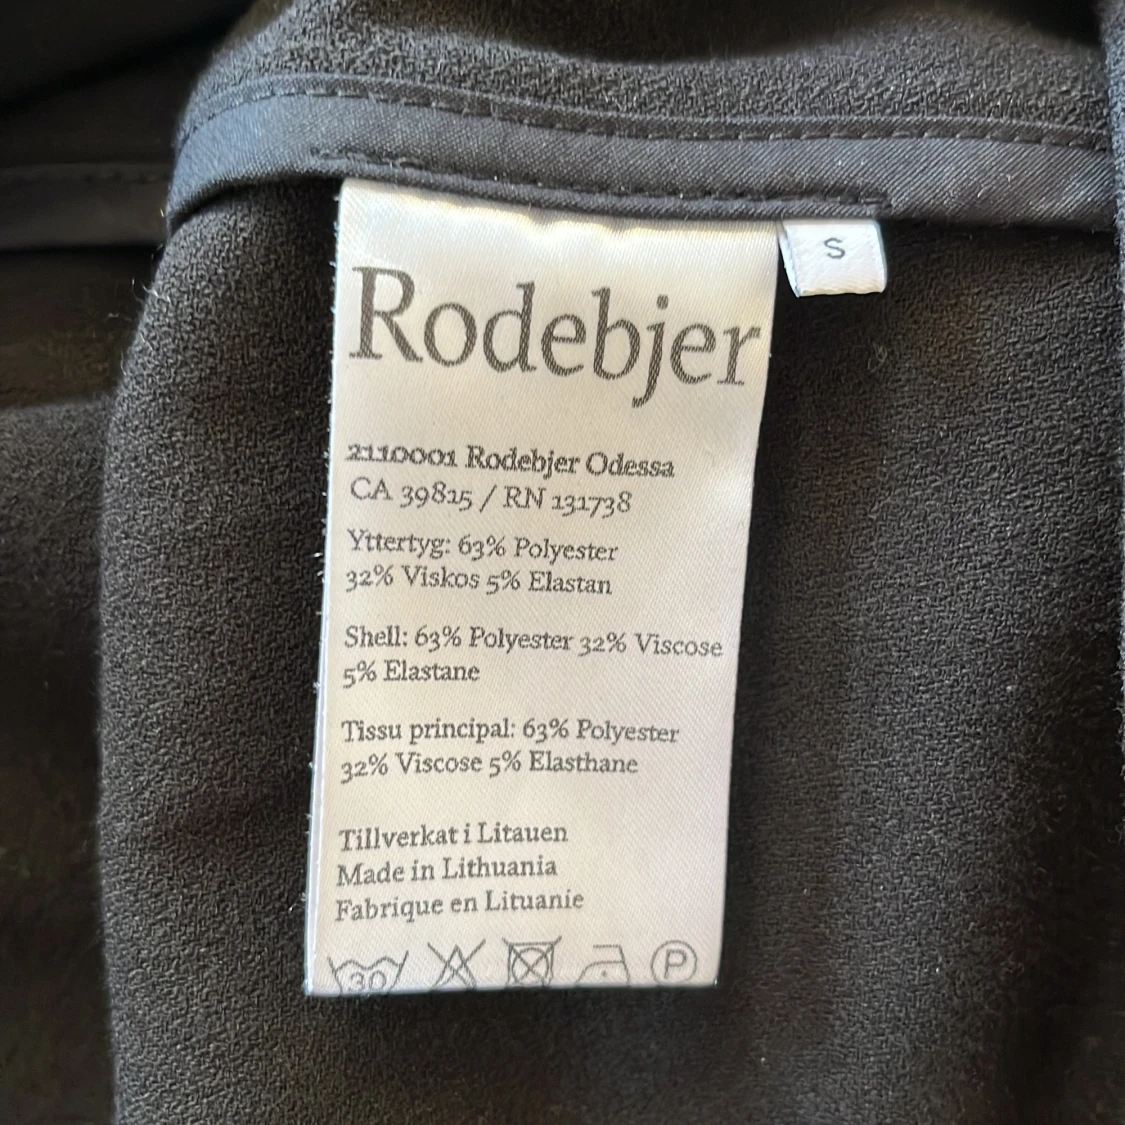 S
Rodebjer
2110001 Rodebjer Odessa
CA 39815 / RN 131738
Yttertyg: 63% Polyester
32% Viskos 5% Elastan
Shell: 63% Polyester 32% Viscose
5% Elastane
Tissu principal: 63% Polyester
32% Viscose 5% Elasthane
Tillverkat i Litauen
Made in Lithuania
Fabrique en Lituanie
30 P